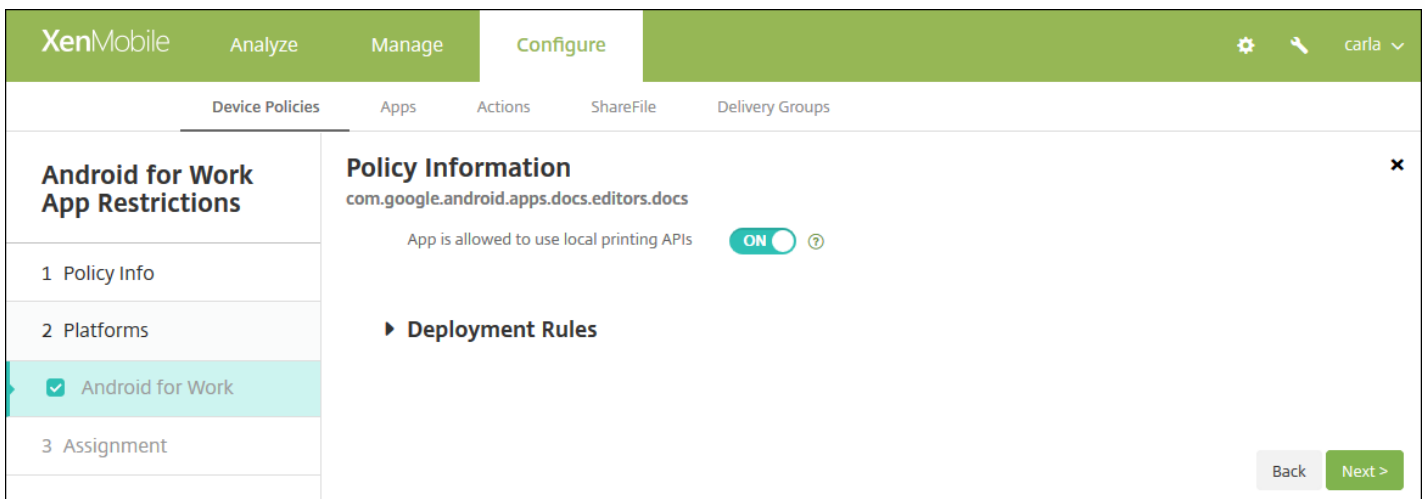 XenMobile Analyze Manage Configure carla
Device Policies Apps Actions ShareFile Delivery Groups
Android for Work
App Restrictions
1 Policy Info
2 Platforms
Android for Work
3 Assignment
Policy Information
com.google.android.apps.docs.editors.docs
App is allowed to use local printing APIs ON ?
Deployment Rules
Back Next >